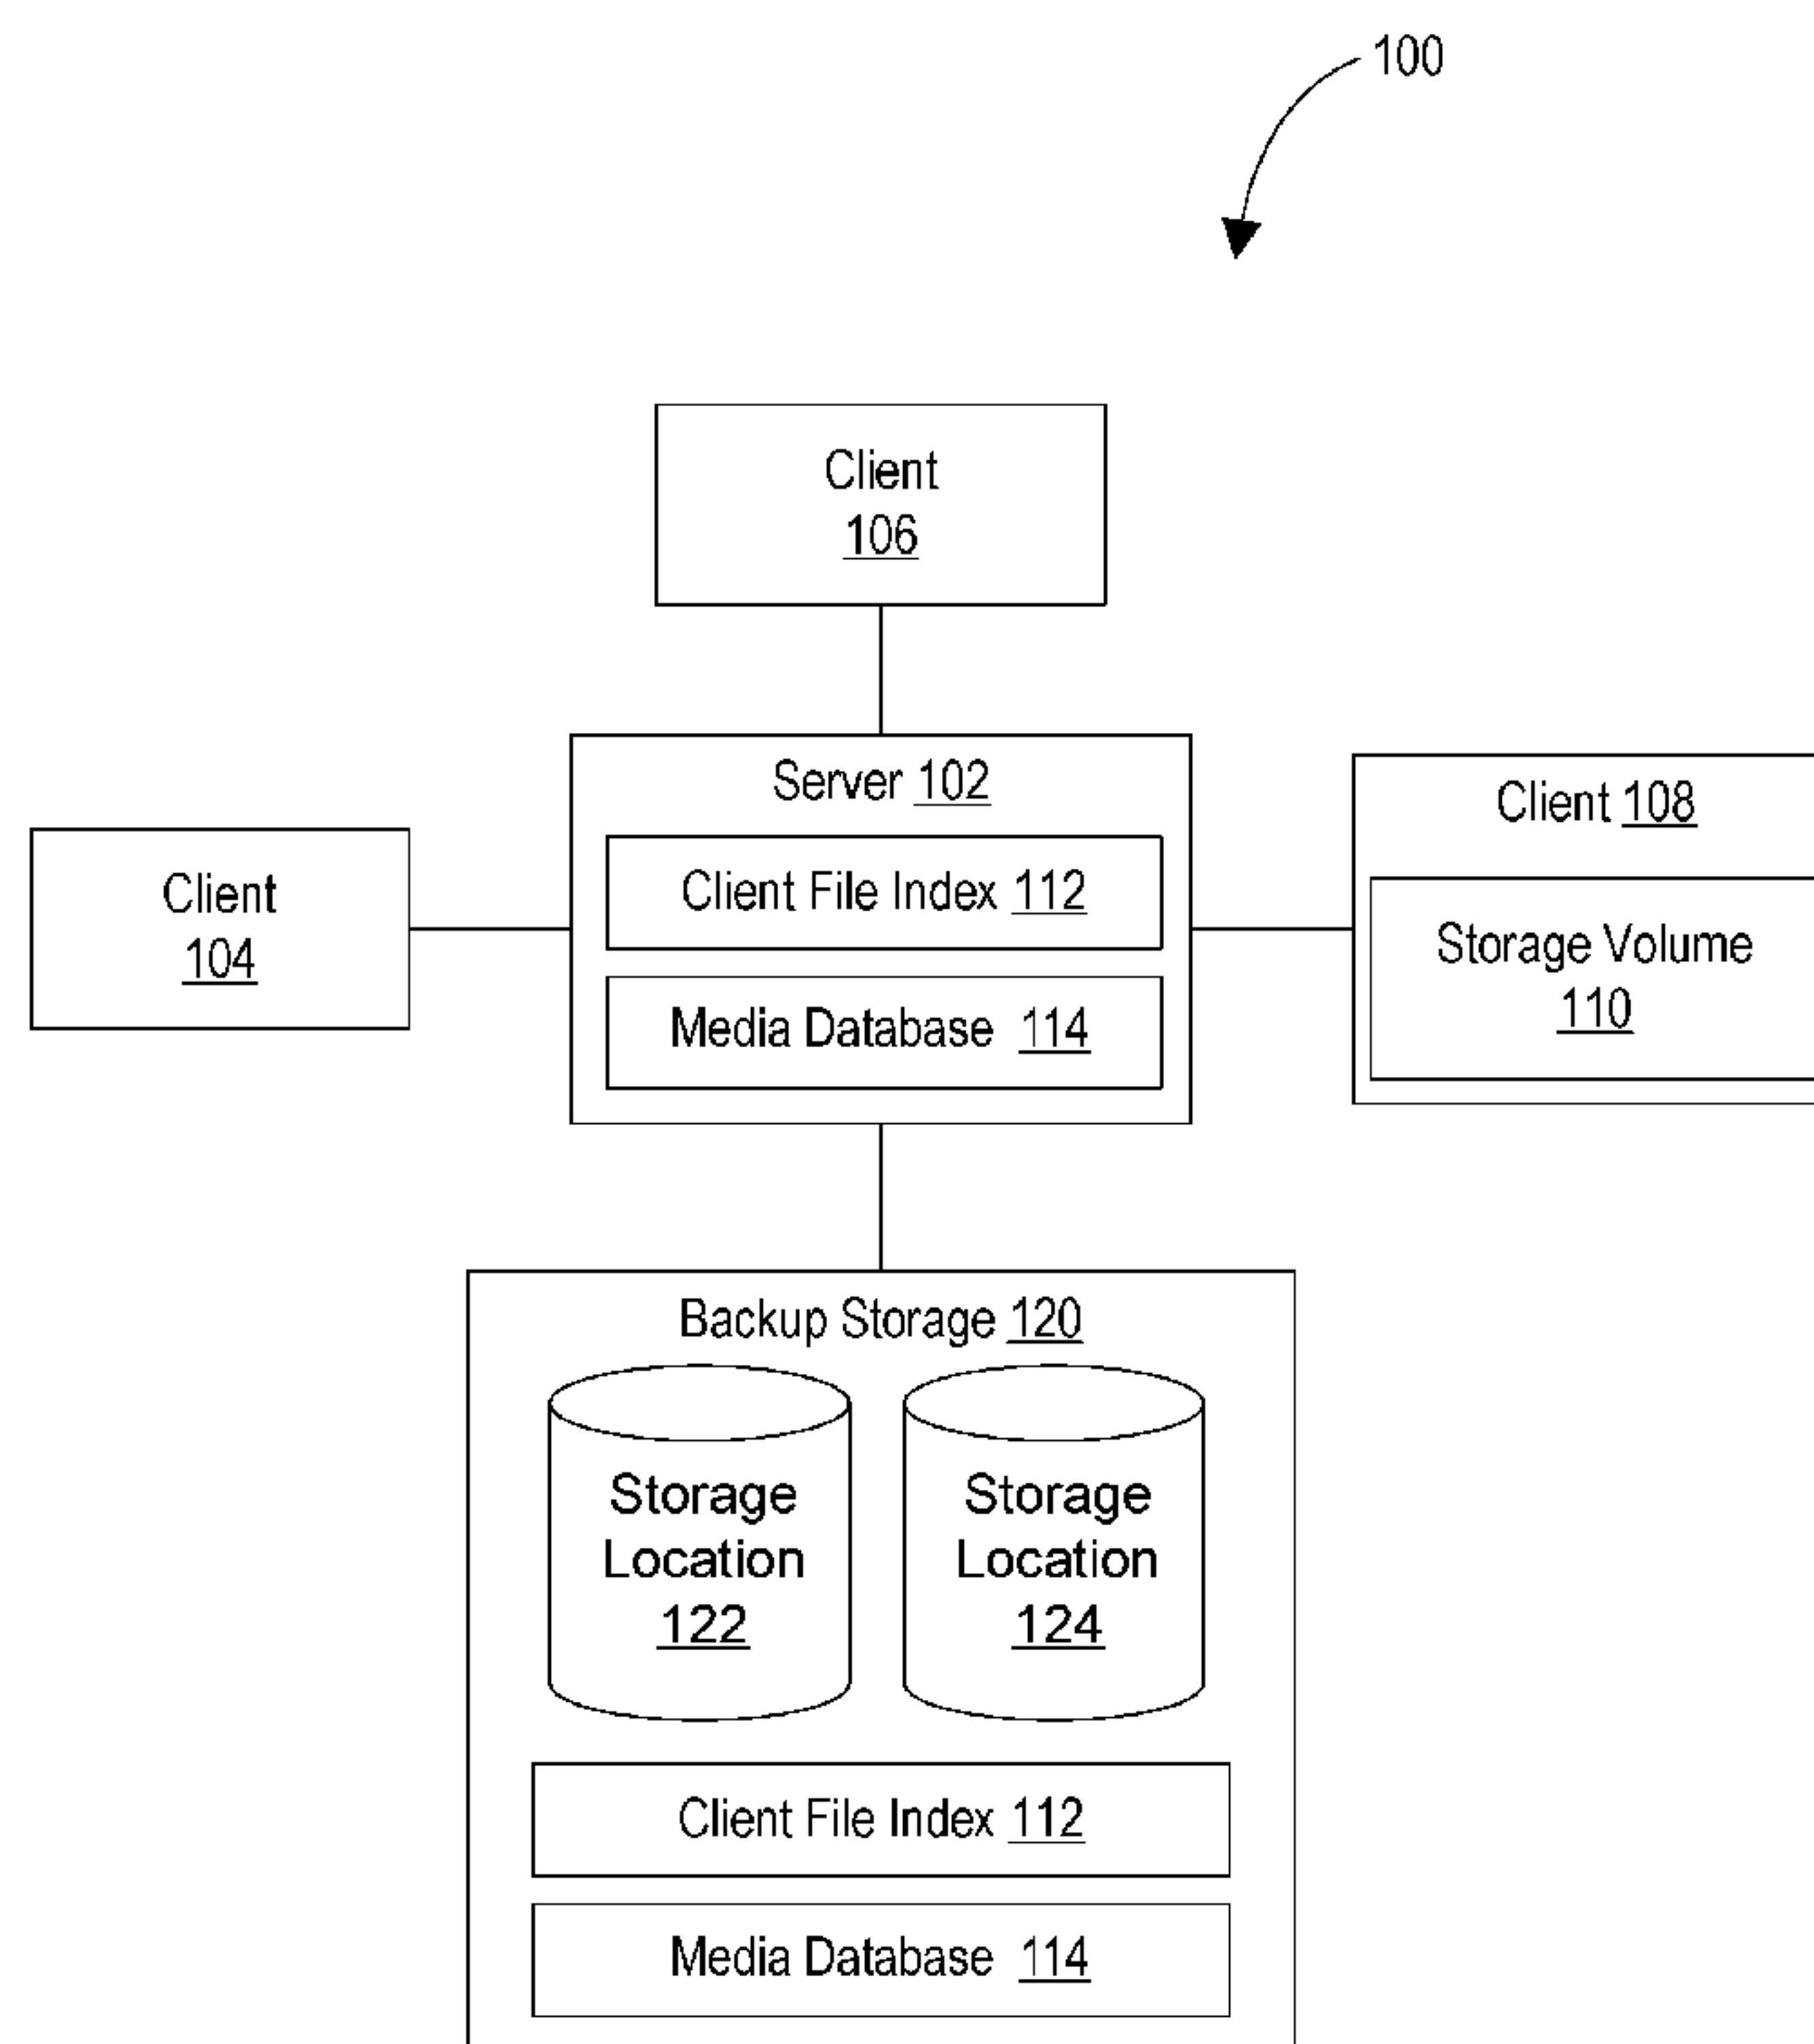 100
Client
106
Server 102
Client File Index 112
Media Database 114
Client
104
Client 108
Storage Volume
110
Backup Storage 120
Storage
Location
122
Storage
Location
124
Client File Index 112
Media Database 114